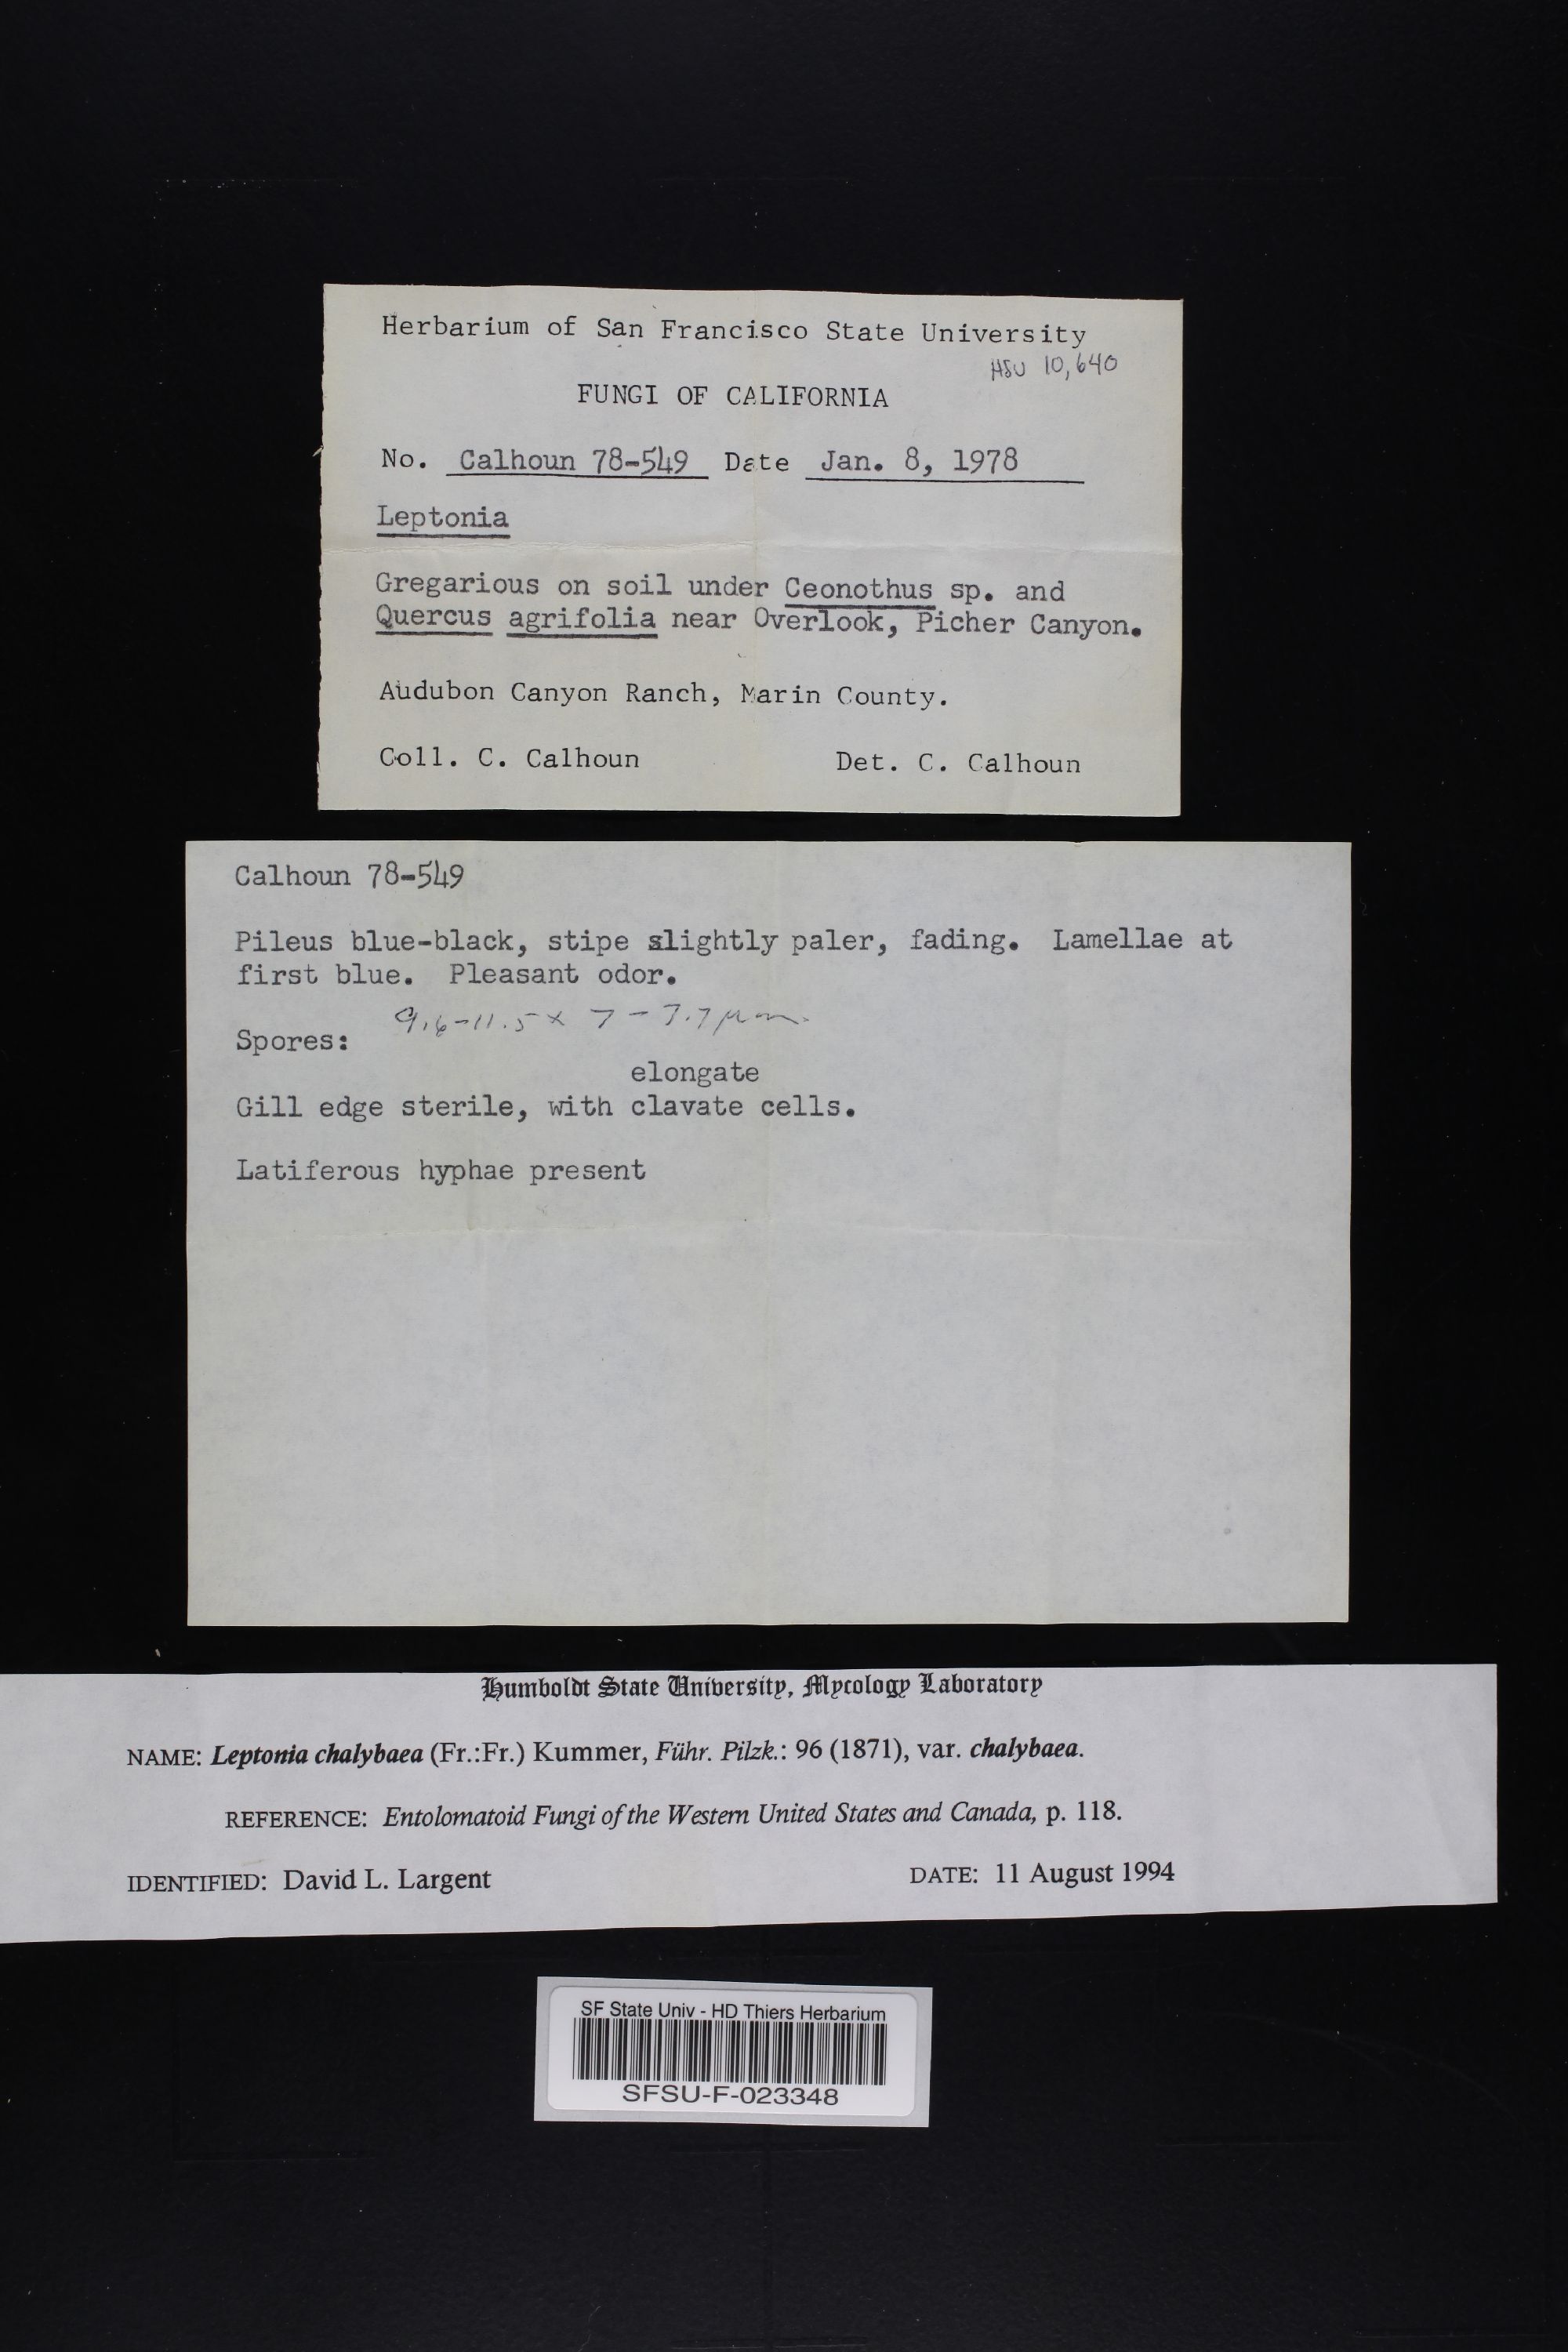 Herbarium of San Francisco State University
HSU 10,640
FUNGI OF CALIFORNIA
No. Calhoun 78-549 Date Jan. 8, 1978
Leptonia
Gregarious on soil under Ceonothus sp. and
Quercus agrifolia near Overlook, Picher Canyon.
Audubon Canyon Ranch, Marin County.
Coll. C. Calhoun Det. C. Calhoun
Calhoun 78-549
Pileus blue-black, stipe slightly paler, fading. Lamellae at
first blue. Pleasant odor.
9.6-11.5 x 7-7.7 μm.
Spores:
elongate
Gill edge sterile, with clavate cells.
Latiferous hyphae present
Humboldt State University, Mycology Laboratory
NAME: Leptonia chalybaea (Fr.:Fr.) Kummer, Führ. Pilzk.: 96 (1871), var. chalybaea.
REFERENCE: Entolomatoid Fungi of the Western United States and Canada, p. 118.
IDENTIFIED: David L. Largent DATE: 11 August 1994
SF State Univ - HD Thiers Herbarium
SFSU-F-023348